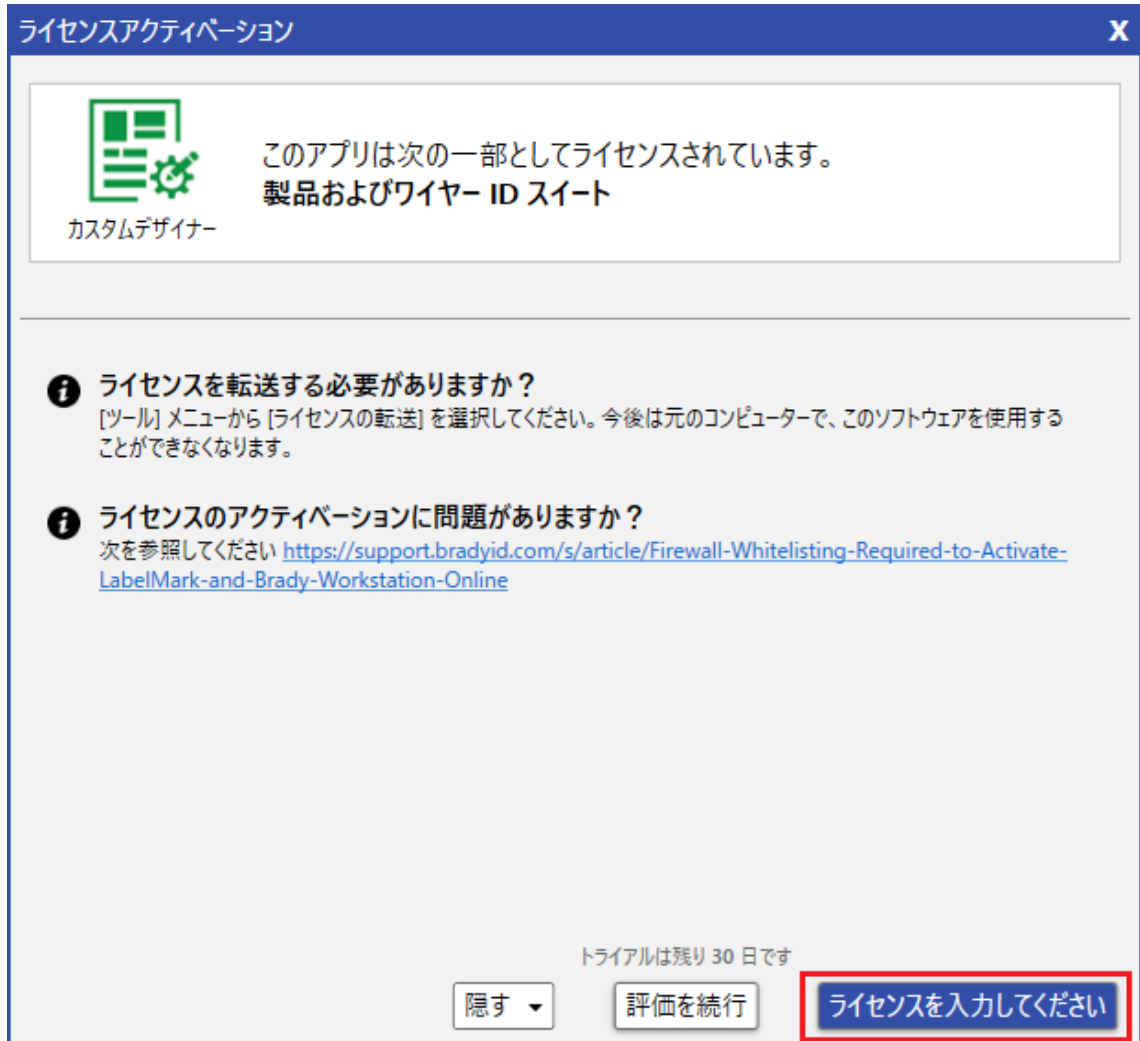 ライセンスアクティベーション X
このアプリは次の一部としてライセンスされています。
製品およびワイヤー ID スイート
カスタムデザイナー
ライセンスを転送する必要がありますか？
[ツール] メニューから [ライセンスの転送] を選択してください。今後は元のコンピューターで、このソフトウェアを使用する
ことができなくなります。
ライセンスのアクティベーションに問題がありますか？
次を参照してください https://support.bradyid.com/s/article/Firewall-Whitelisting-Required-to-Activate-
LabelMark-and-Brady-Workstation-Online
トライアルは残り 30 日です
隠す 評価を続行 ライセンスを入力してください